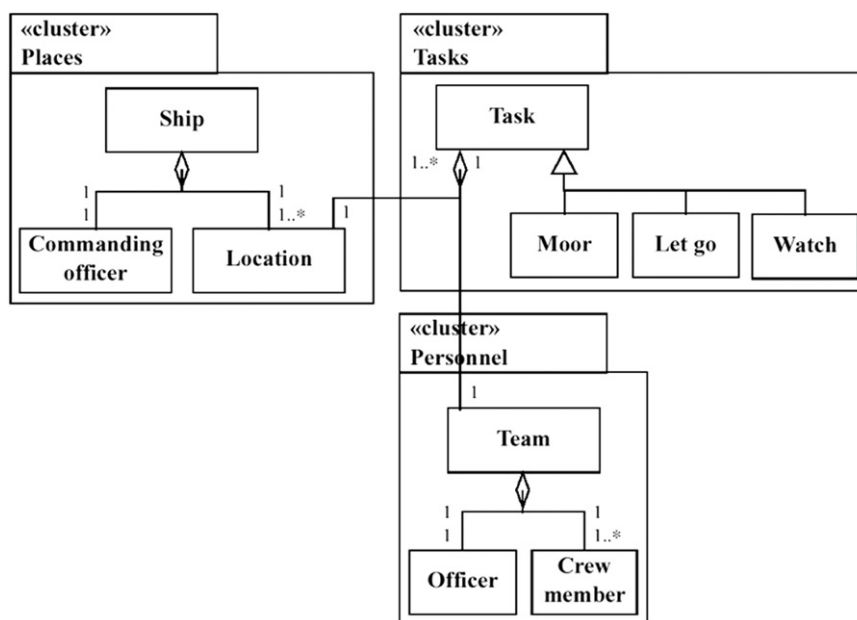 «cluster»
Places
Ship
1
1
1
1..*
Commanding
officer
Location
1
«cluster»
Tasks
Task
1..*
1
Moor
Let go
Watch
«cluster»
Personnel
1
Team
1
1
1
1..*
Officer
Crew
member